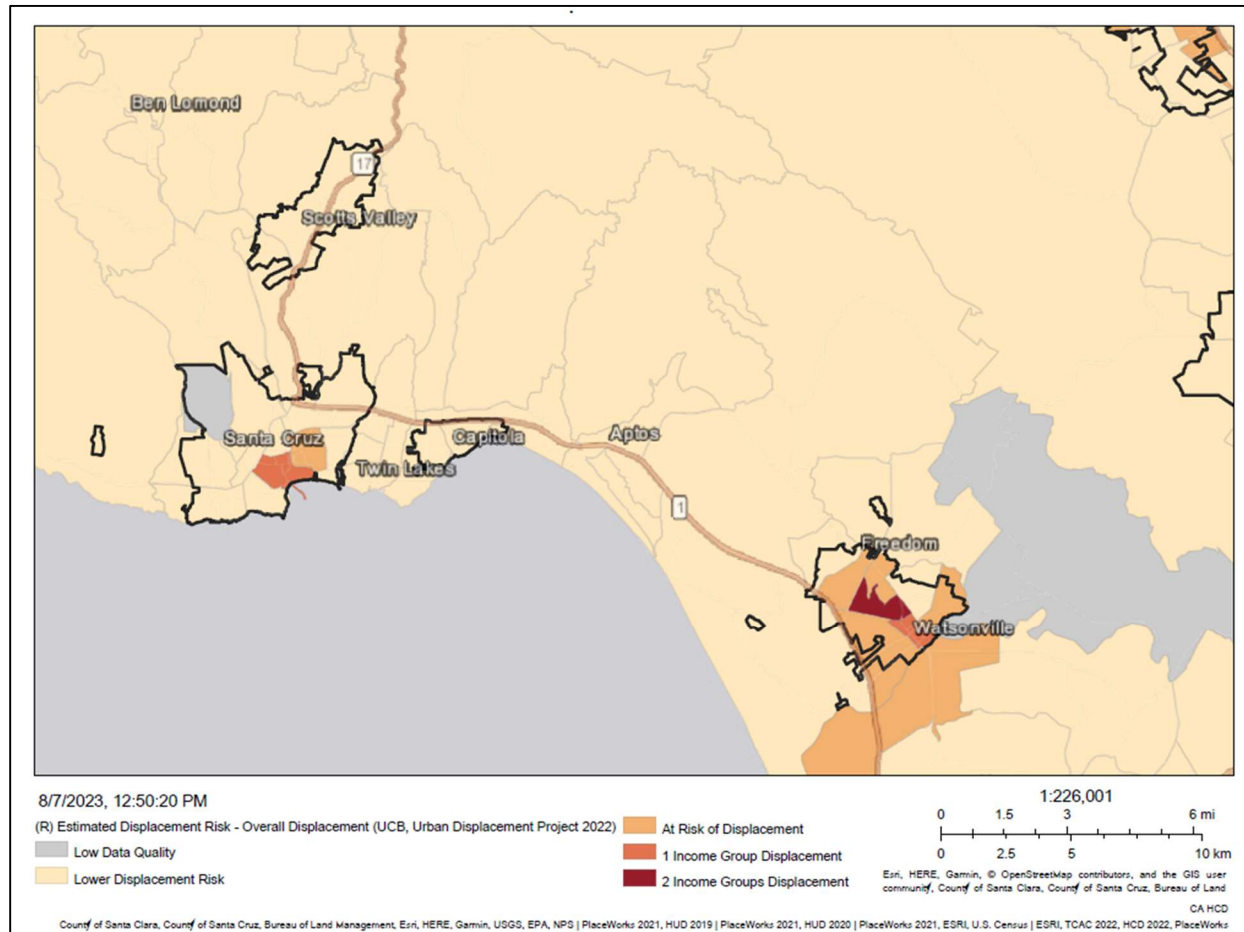 Ben Lomond
17
Scotts Valley
Santa Cruz
Capitola
Aptos
Twin Lakes
1
Freedom
Watsonville
8/7/2023, 12:50:20 PM
(R) Estimated Displacement Risk - Overall Displacement (UCB, Urban Displacement Project 2022)
Low Data Quality
Lower Displacement Risk
At Risk of Displacement
1 Income Group Displacement
2 Income Groups Displacement
1:226,001
0 1.5 3 6 mi
0 2.5 5 10 km
Esri, HERE, Garmin, © OpenStreetMap contributors, and the GIS user
community, County of Santa Clara, County of Santa Cruz, Bureau of Land
CA HCD
County of Santa Clara, County of Santa Cruz, Bureau of Land Management, Esri, HERE, Garmin, USGS, EPA, NPS | PlaceWorks 2021, HUD 2019 | PlaceWorks 2021, HUD 2020 | PlaceWorks 2021, ESRI, U.S. Census | ESRI, TCAC 2022, HCD 2022, PlaceWorks